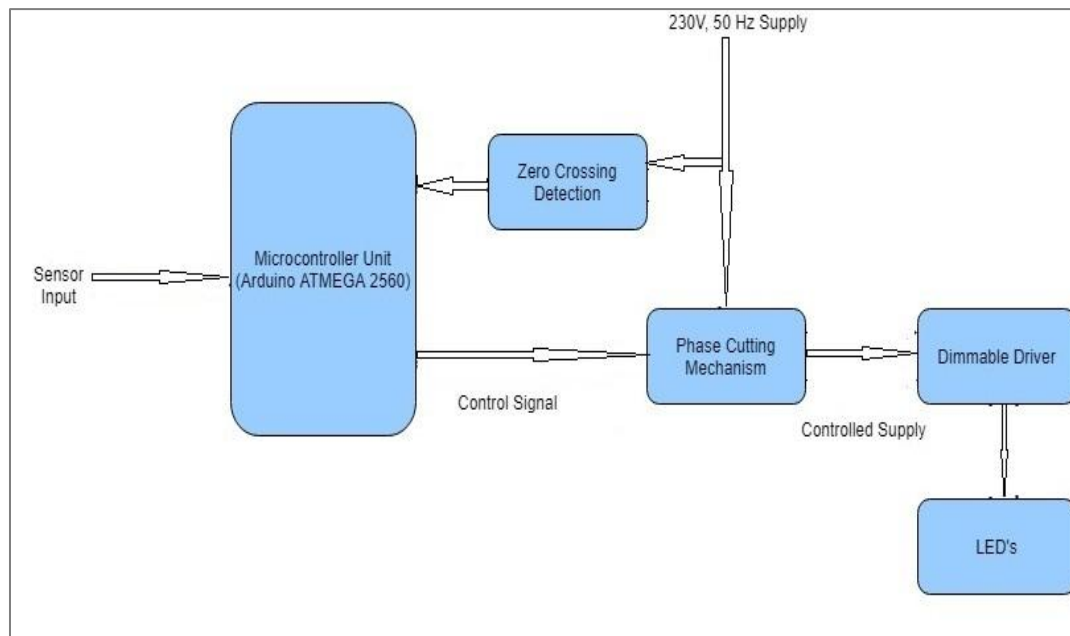 230V, 50 Hz Supply
Zero Crossing
Detection
Microcontroller Unit
(Arduino ATMEGA 2560)
Sensor
Input
Phase Cutting
Mechanism
Dimmable Driver
Control Signal
Controlled Supply
LED's